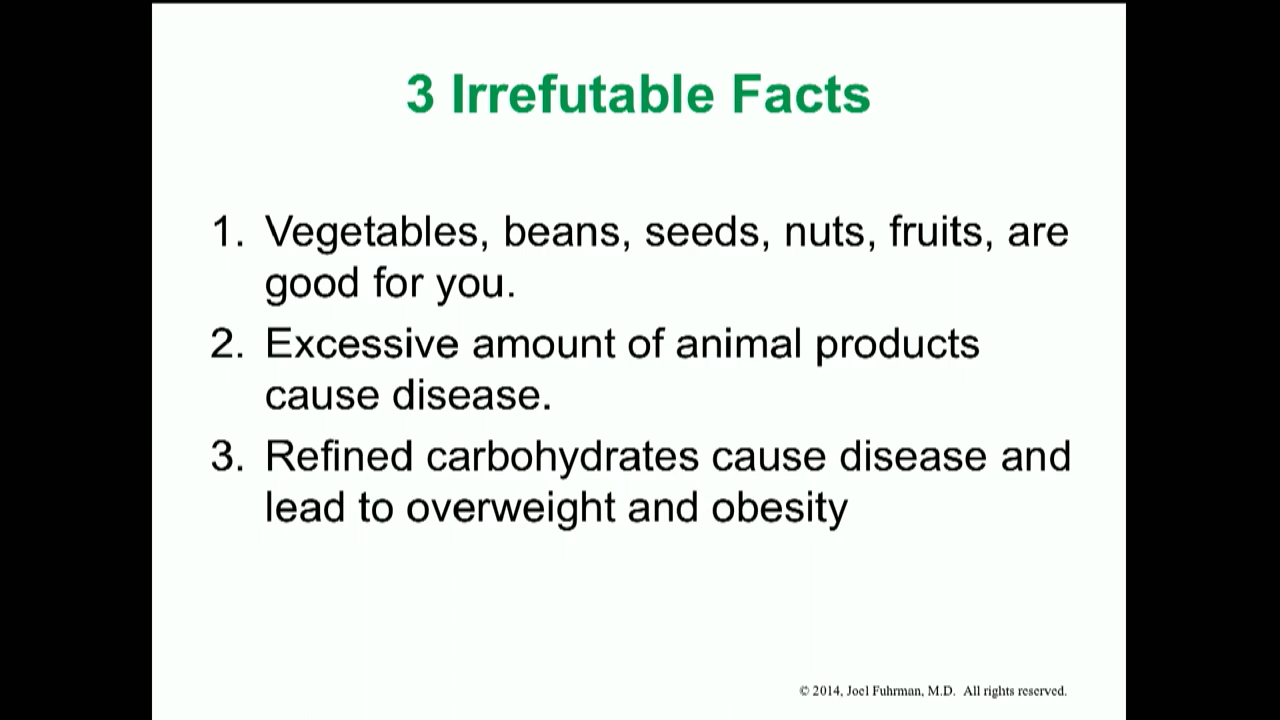 3 Irrefutable Facts
1. Vegetables, beans, seeds, nuts, fruits, are
good for you.
2. Excessive amount of animal products
cause disease.
3. Refined carbohydrates cause disease and
lead to overweight and obesity
© 2014, Joel Fuhrman, M.D. All rights reserved.